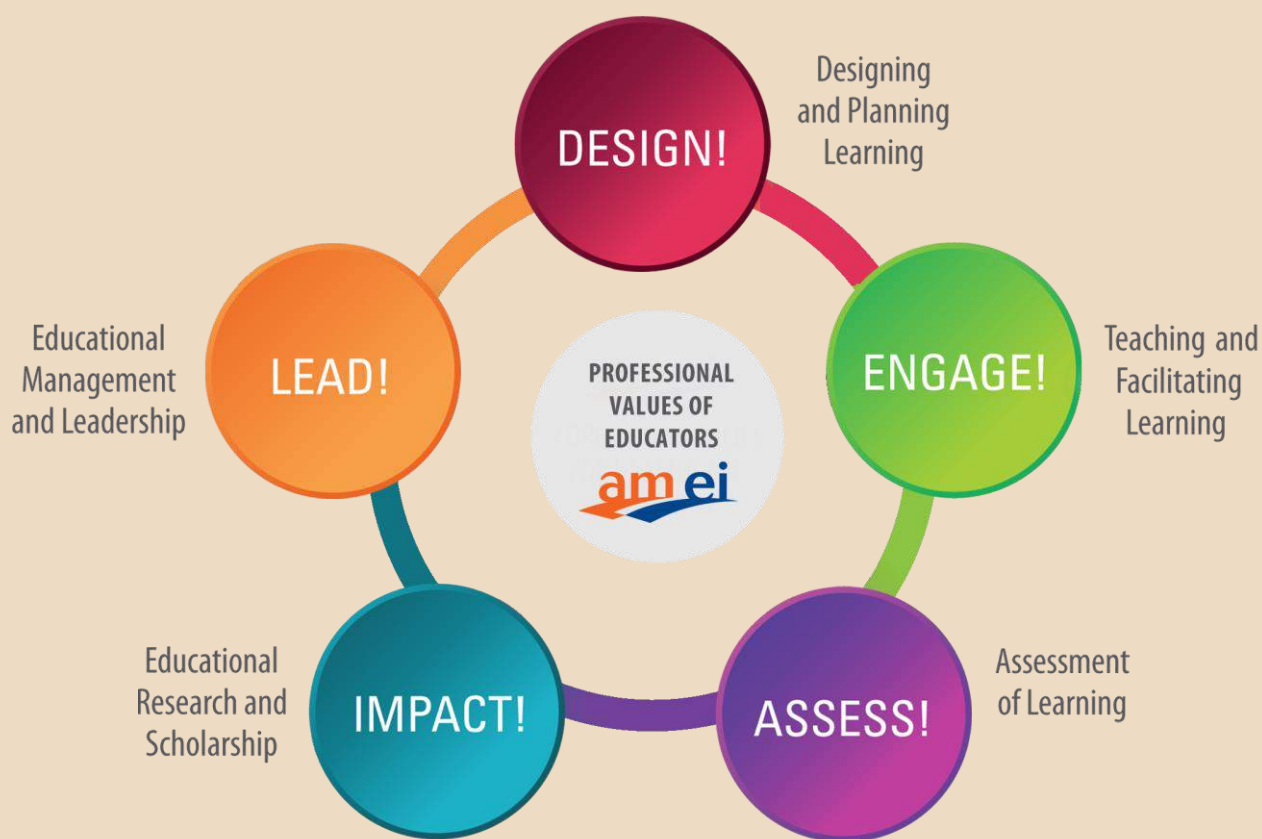 DESIGN!
Designing
and Planning
Learning
ENGAGE!
Teaching and
Facilitating
Learning
ASSESS!
Assessment
of Learning
IMPACT!
Educational
Research and
Scholarship
LEAD!
Educational
Management
and Leadership
PROFESSIONAL
VALUES OF
EDUCATORS
am ei